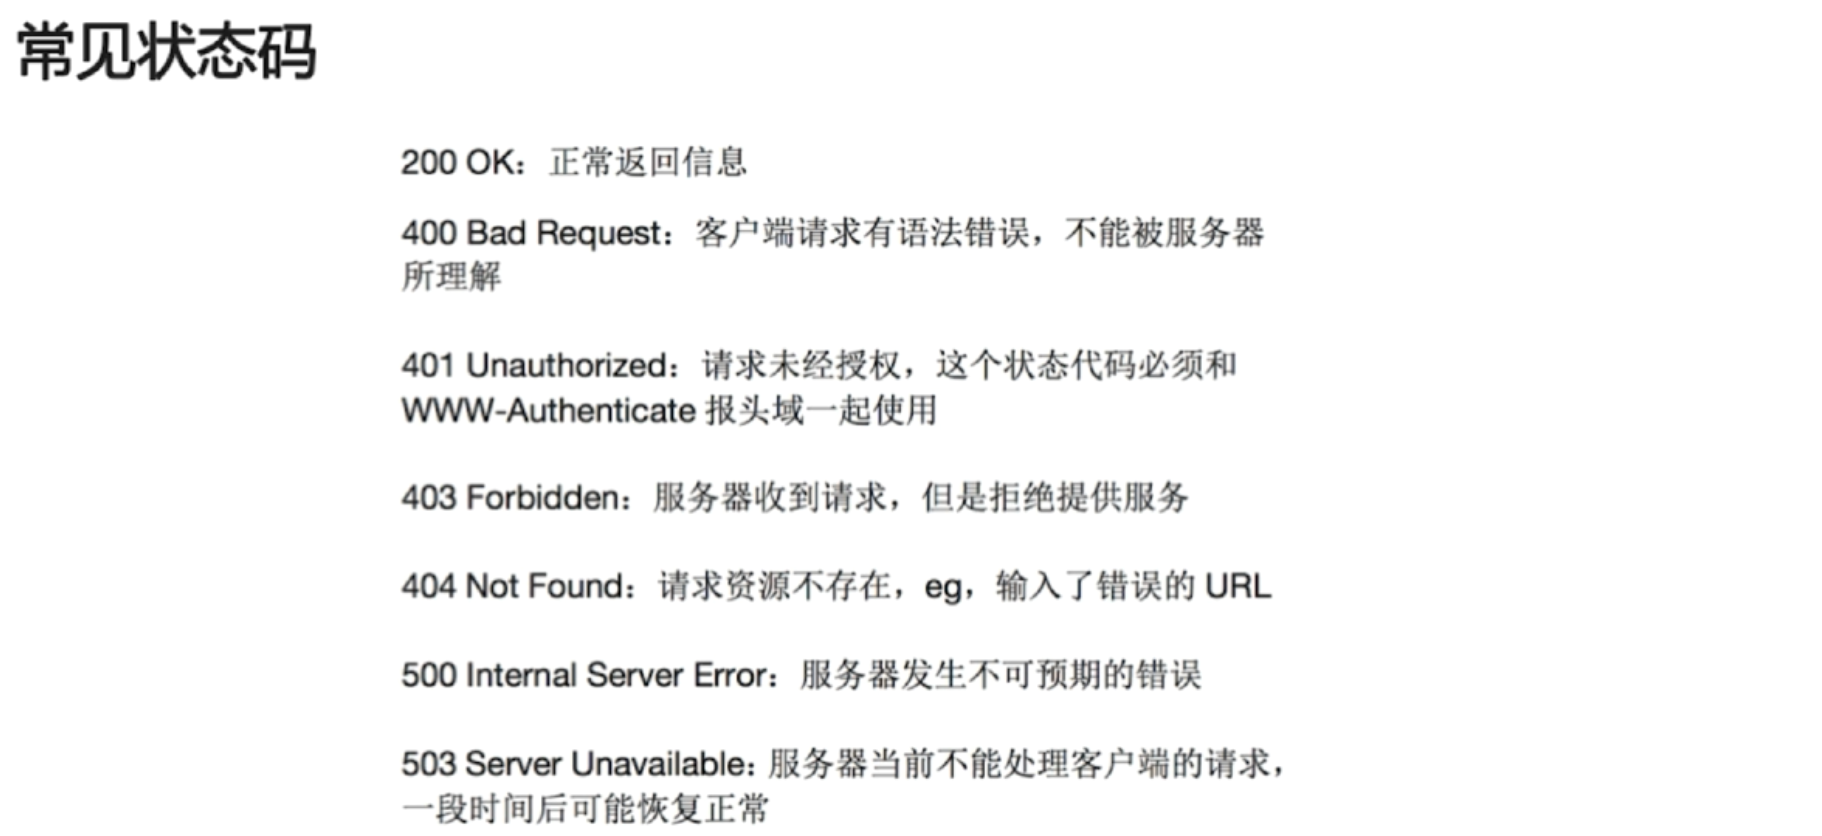 常见状态码
200 OK：正常返回信息
400 Bad Request：客户端请求有语法错误，不能被服务器
所理解
401 Unauthorized：请求未经授权，这个状态代码必须和
WWW-Authenticate 报头域一起使用
403 Forbidden：服务器收到请求，但是拒绝提供服务
404 Not Found：请求资源不存在，eg，输入了错误的 URL
500 Internal Server Error：服务器发生不可预期的错误
503 Server Unavailable：服务器当前不能处理客户端的请求，
一段时间后可能恢复正常